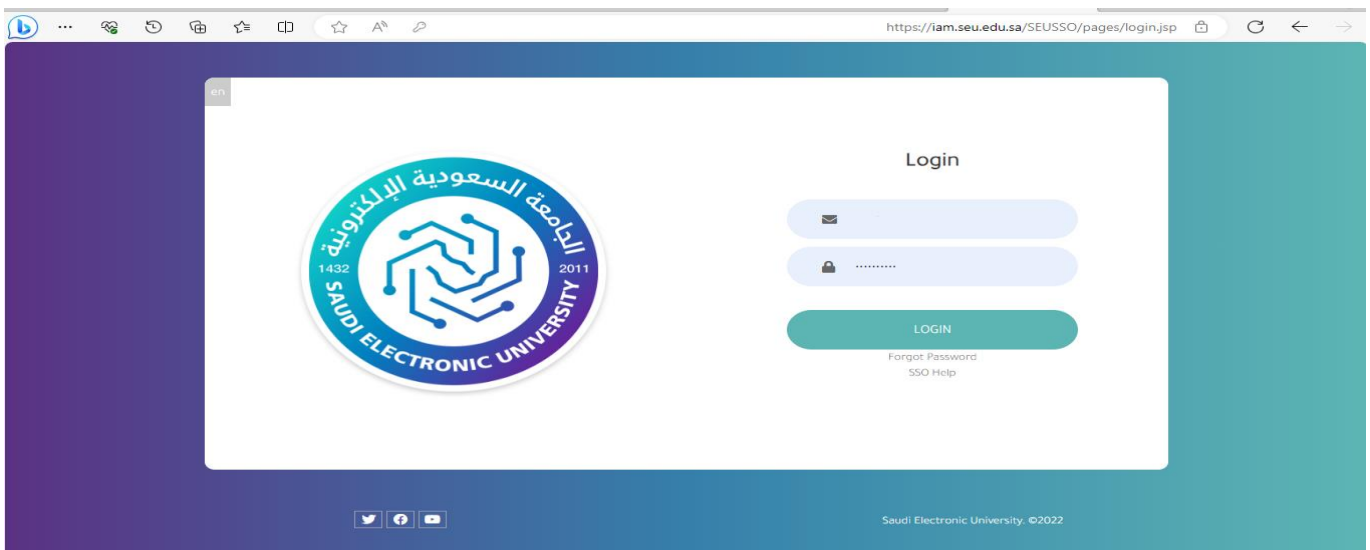 https://iam.seu.edu.sa/SEUSSO/pages/login.jsp
en
الجامعة السعودية الإلكترونية
1432
2011
SAUDI ELECTRONIC UNIVERSITY
Login
..........
LOGIN
Forgot Password
SSO Help
Saudi Electronic University. ©2022